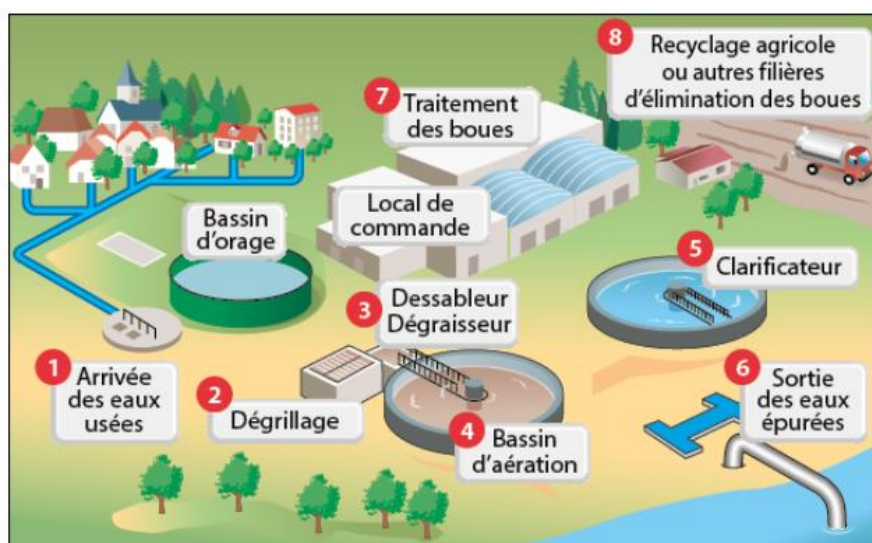 1
Arrivée
des eaux
usées
2
Dégrillage
3
Dessableur
Dégraisseur
4
Bassin
d'aération
5
Clarificateur
6
Sortie
des eaux
épurées
7
Traitement
des boues
8
Recyclage agricole
ou autres filières
d'élimination des boues
Bassin
d'orage
Local de
commande